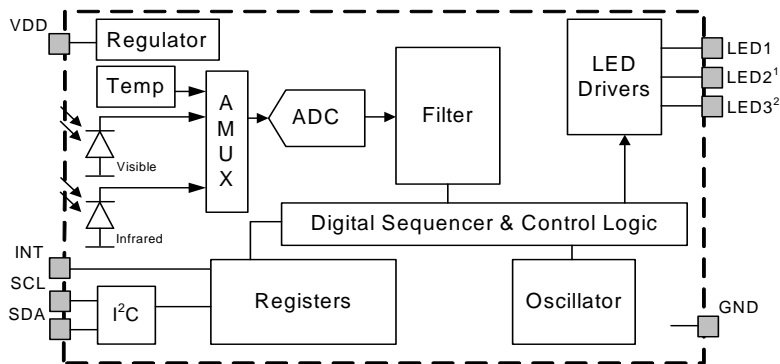 VDD
Regulator
LED1
LED2¹
LED3²
LED
Drivers
Temp
AMUX
ADC
Filter
Visible
Infrared
Digital Sequencer & Control Logic
INT
SCL
SDA
I²C
Registers
Oscillator
GND